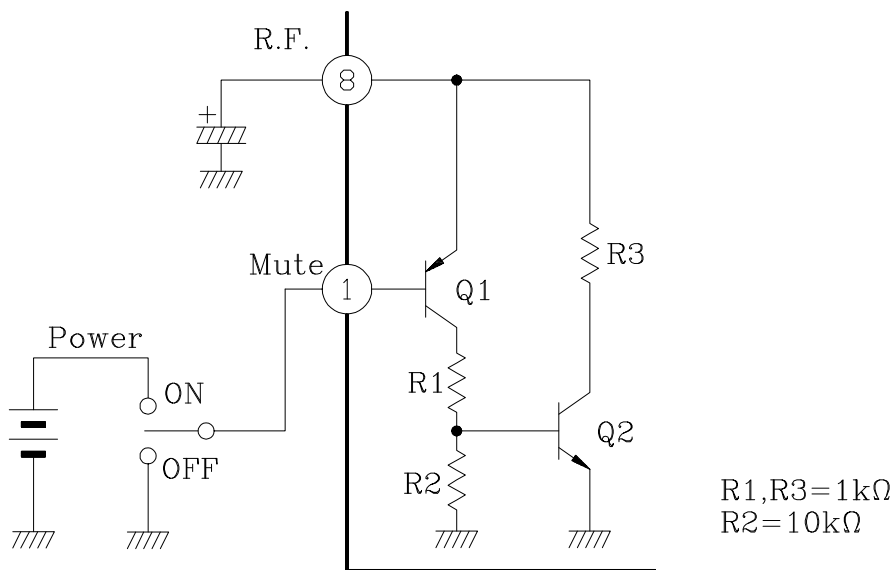 R.F.
8
+
Mute
1
Q1
R3
Power
ON
R1
OFF
Q2
R2
R1,R3=1kΩ
R2=10kΩ